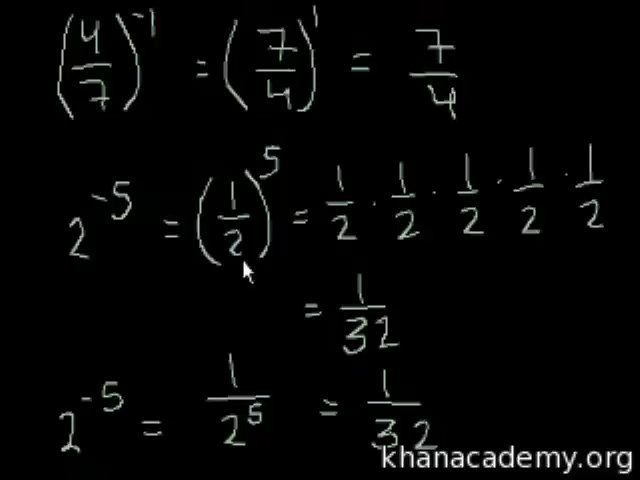 (4/7)^-1 = (7/4)^1 = 7/4
2^-5 = (1/2)^5 = 1/2 · 1/2 · 1/2 · 1/2 · 1/2
= 1/32
2^-5 = 1/2^5 = 1/32
khanacademy.org